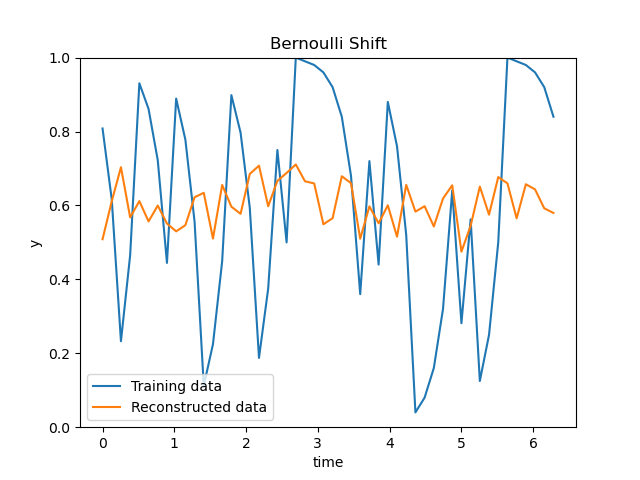 Bernoulli Shift
1.0
0.8
0.6
0.4
0.2
0.0
y
Training data
Reconstructed data
0 1 2 3 4 5 6
time